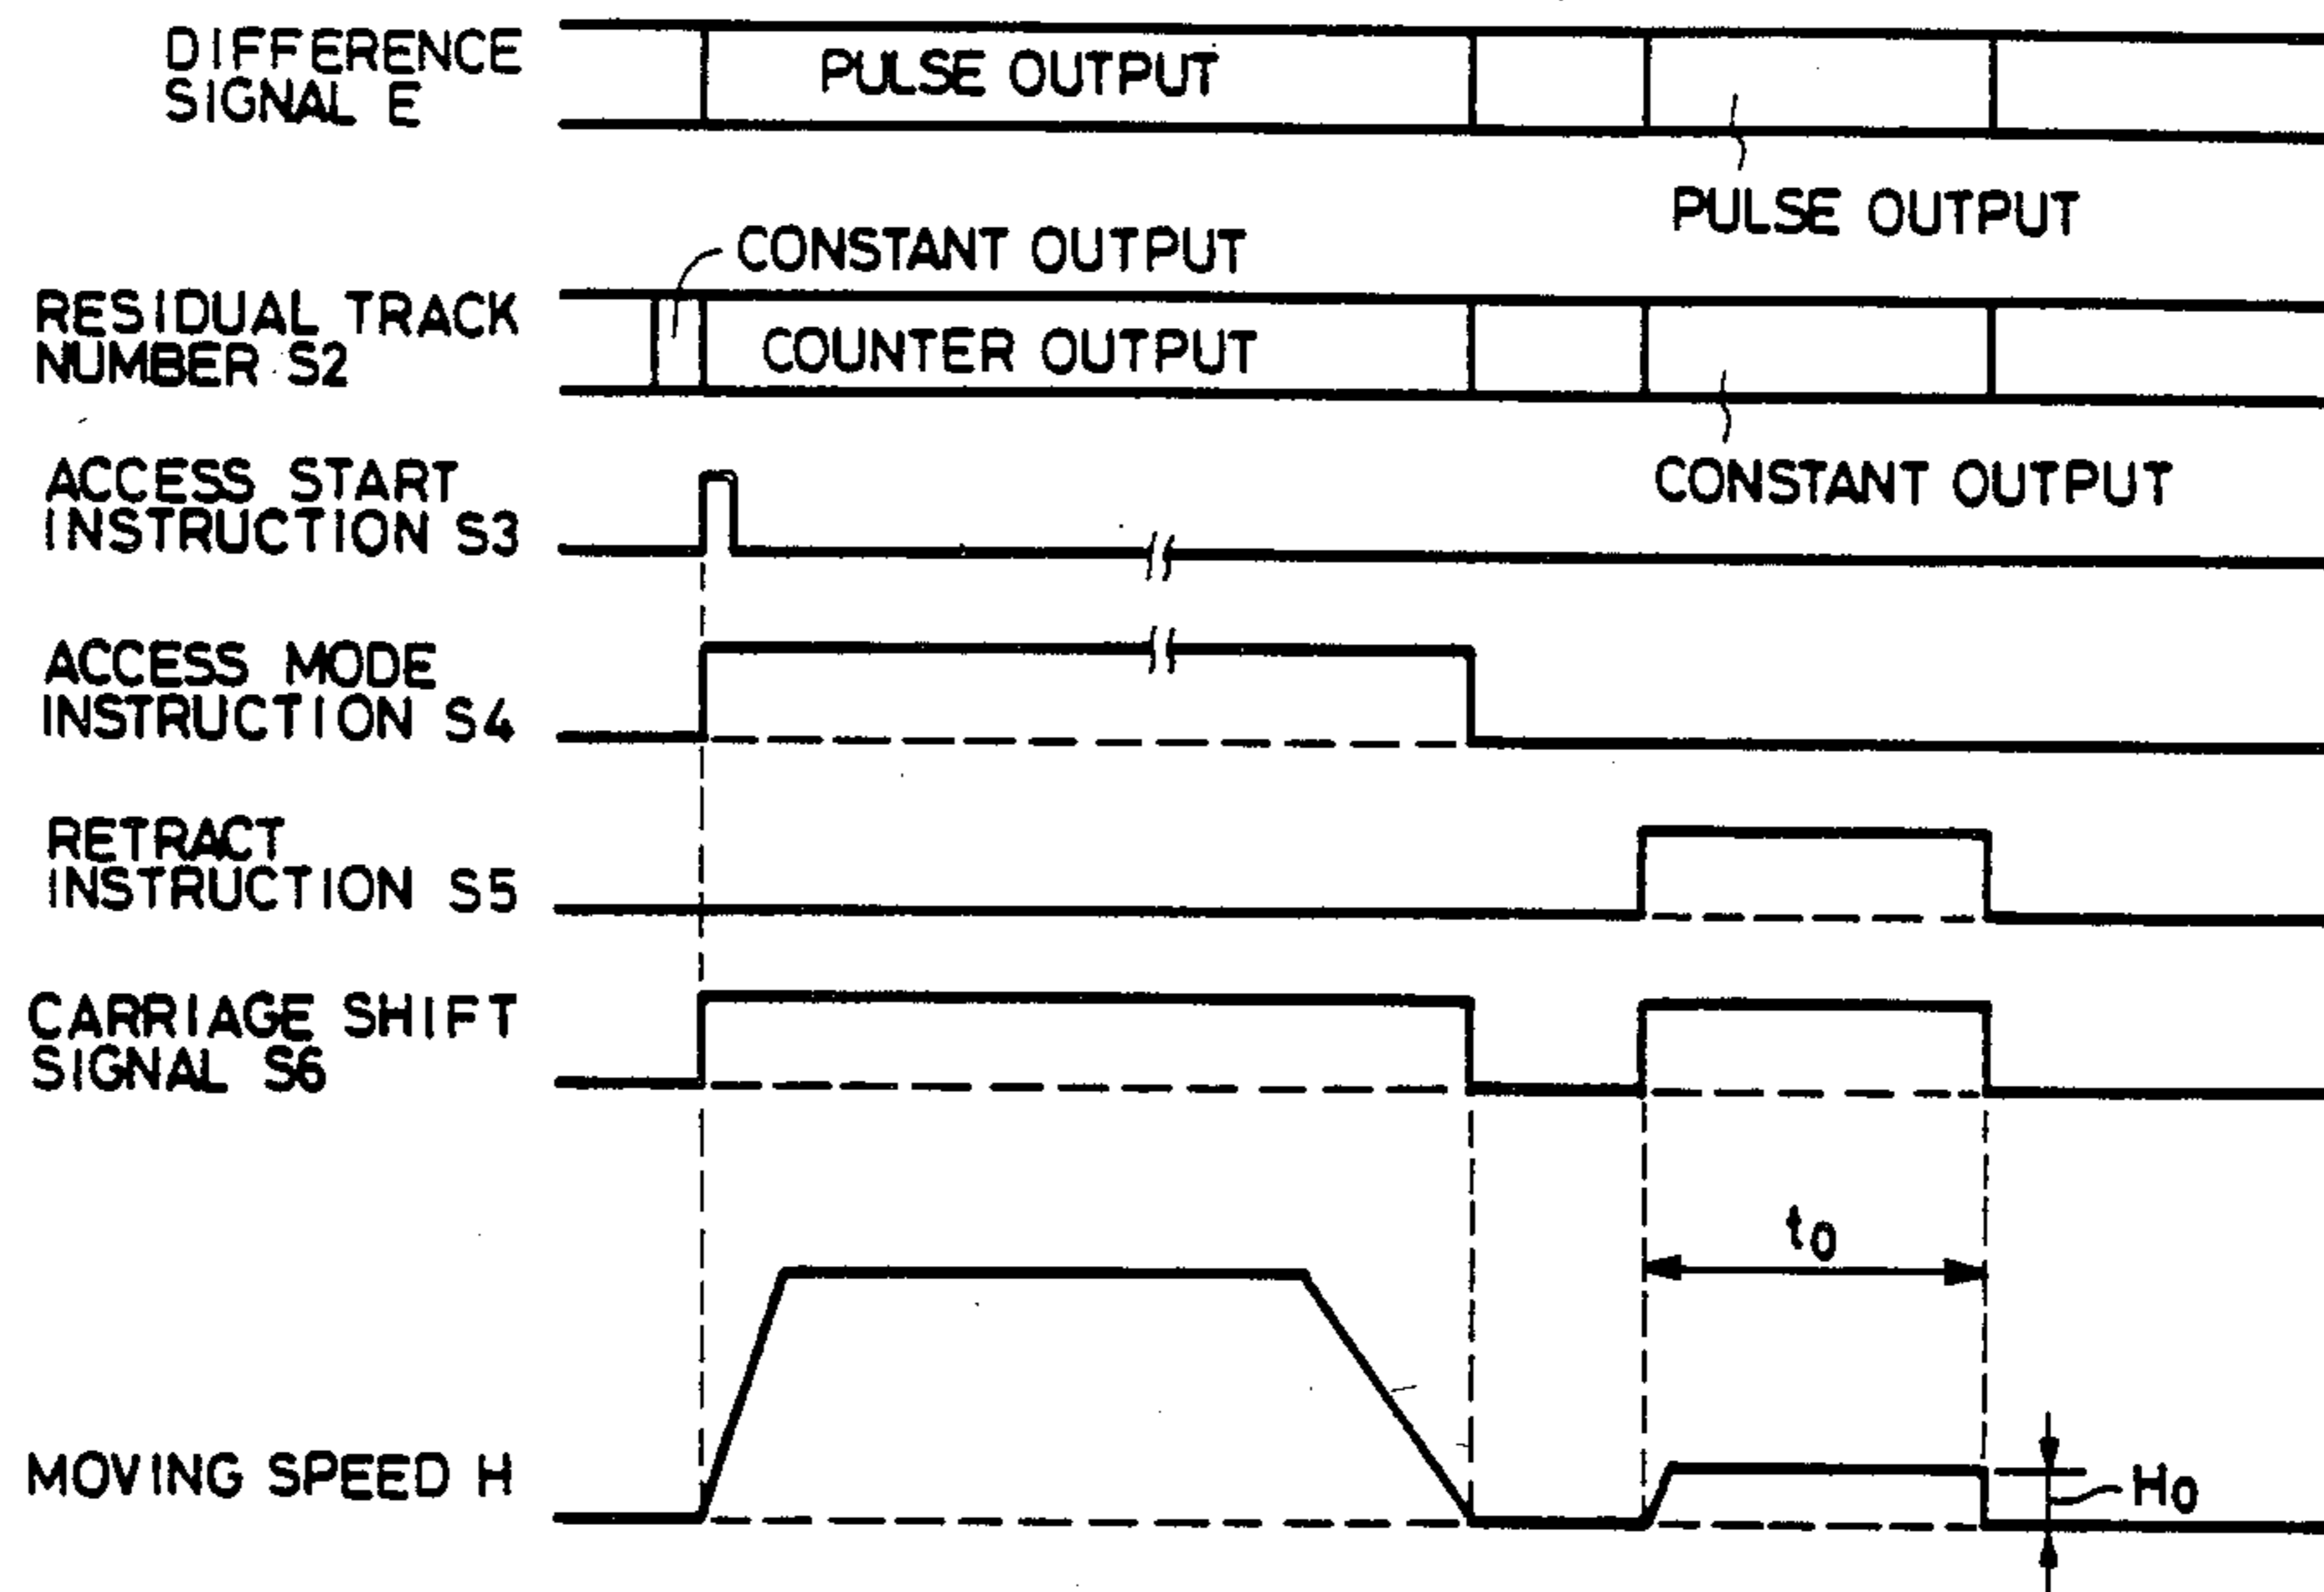 DIFFERENCE
SIGNAL E
PULSE OUTPUT
PULSE OUTPUT
CONSTANT OUTPUT
RESIDUAL TRACK
NUMBER S2
COUNTER OUTPUT
CONSTANT OUTPUT
ACCESS START
INSTRUCTION S3
ACCESS MODE
INSTRUCTION S4
RETRACT
INSTRUCTION S5
CARRIAGE SHIFT
SIGNAL S6
t0
MOVING SPEED H
H0